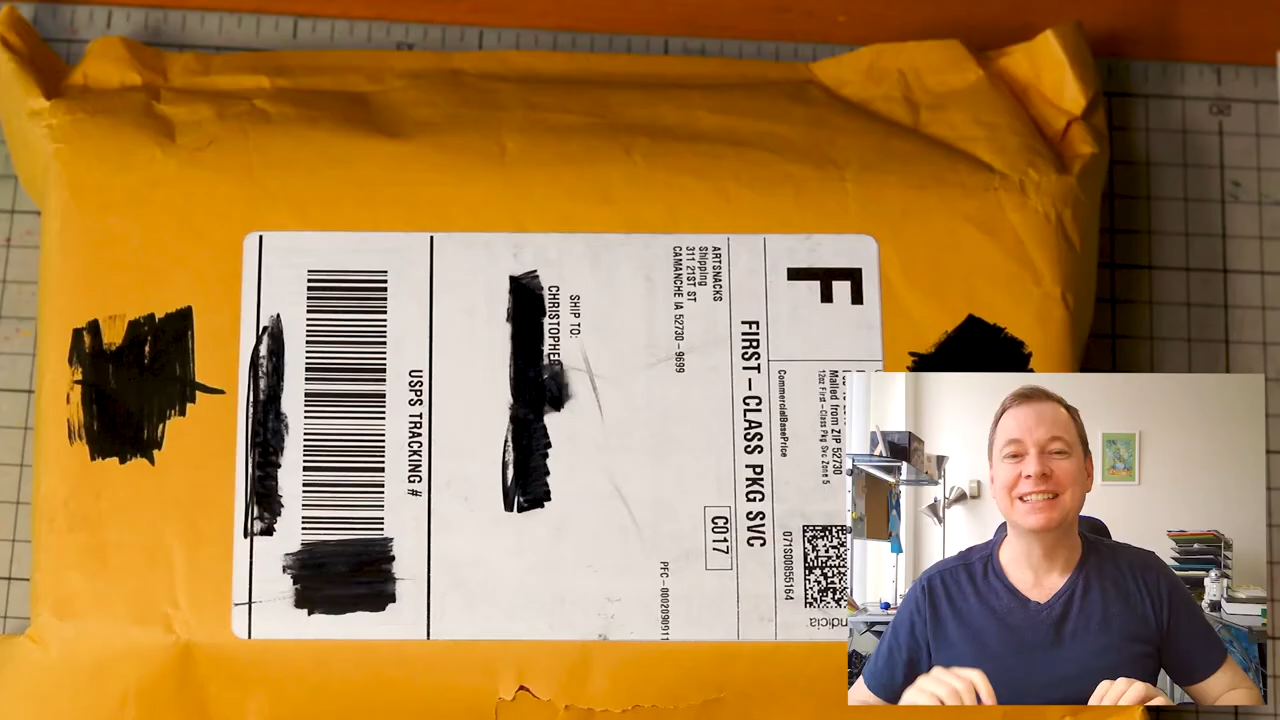 F
Mailed from ZIP 52730
12oz First-Class Pkg Svc Zone 5
CommercialBasePrice
071S00855164
FIRST-CLASS PKG SVC
ARTSNACKS
Shipping
311 21ST ST
CAMANCHE IA 52730-9699
C017
SHIP TO:
CHRISTOPHER
USPS TRACKING #